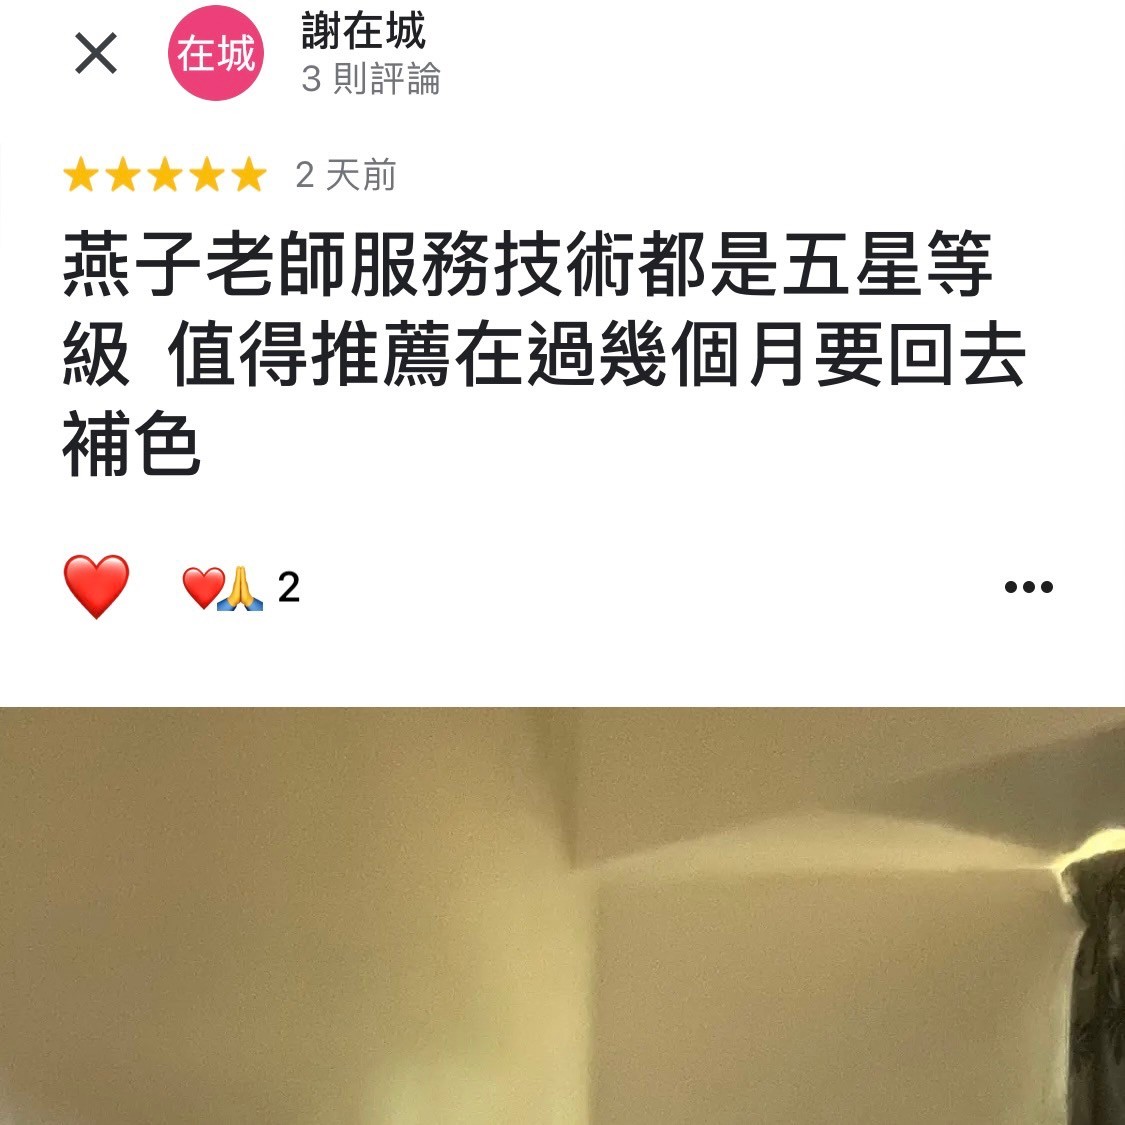 在城
謝在城
3 則評論
2 天前
燕子老師服務技術都是五星等
級 值得推薦在過幾個月要回去
補色
2